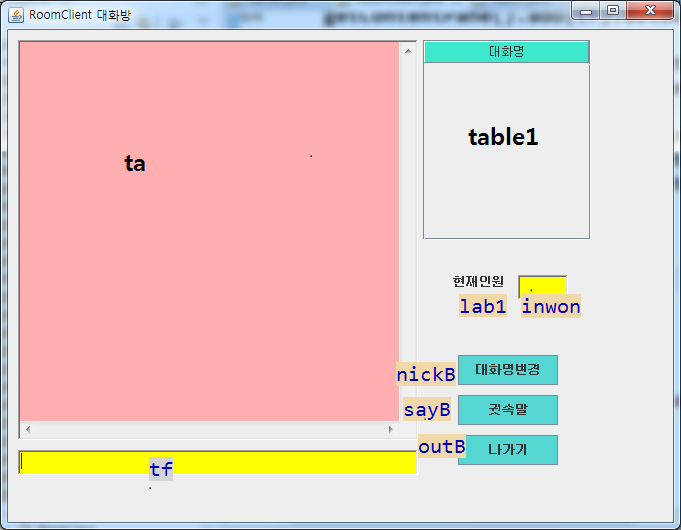 RoomClient 대화방
대화명
ta
table1
현재인원
lab1 inwon
nickB 대화명변경
sayB 귓속말
outB 나가기
tf